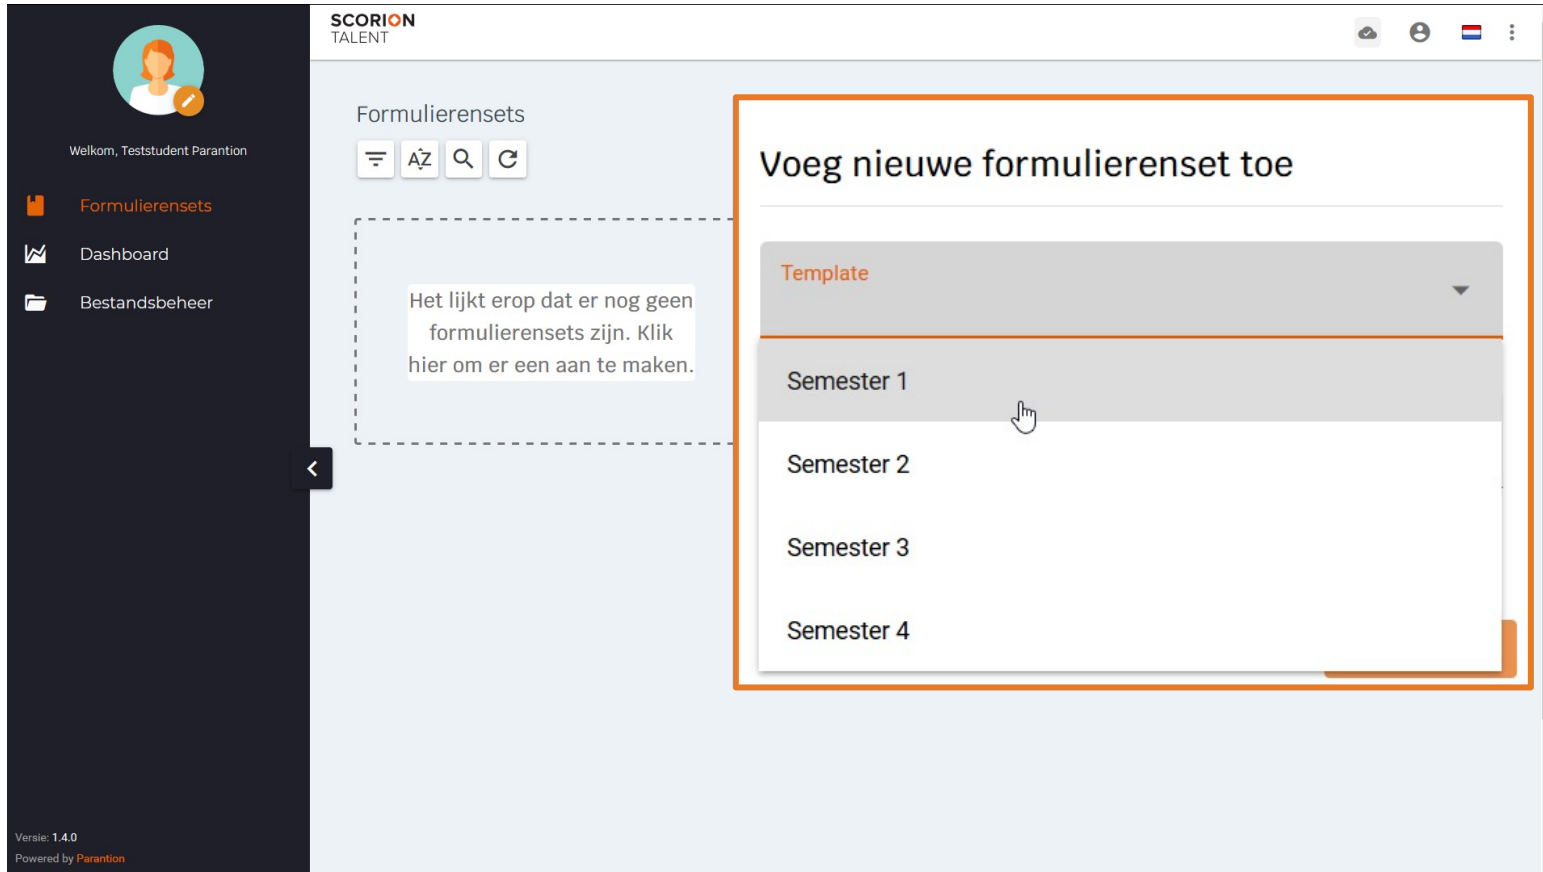 SCORION
TALENT
Welkom, Teststudent Parantion
Formulierensets
Dashboard
Bestandsbeheer
Versie: 1.4.0
Powered by Parantion
Formulierensets
AZ
Het lijkt erop dat er nog geen
formulierensets zijn. Klik
hier om er een aan te maken.
Voeg nieuwe formulierenset toe
Template
Semester 1
Semester 2
Semester 3
Semester 4